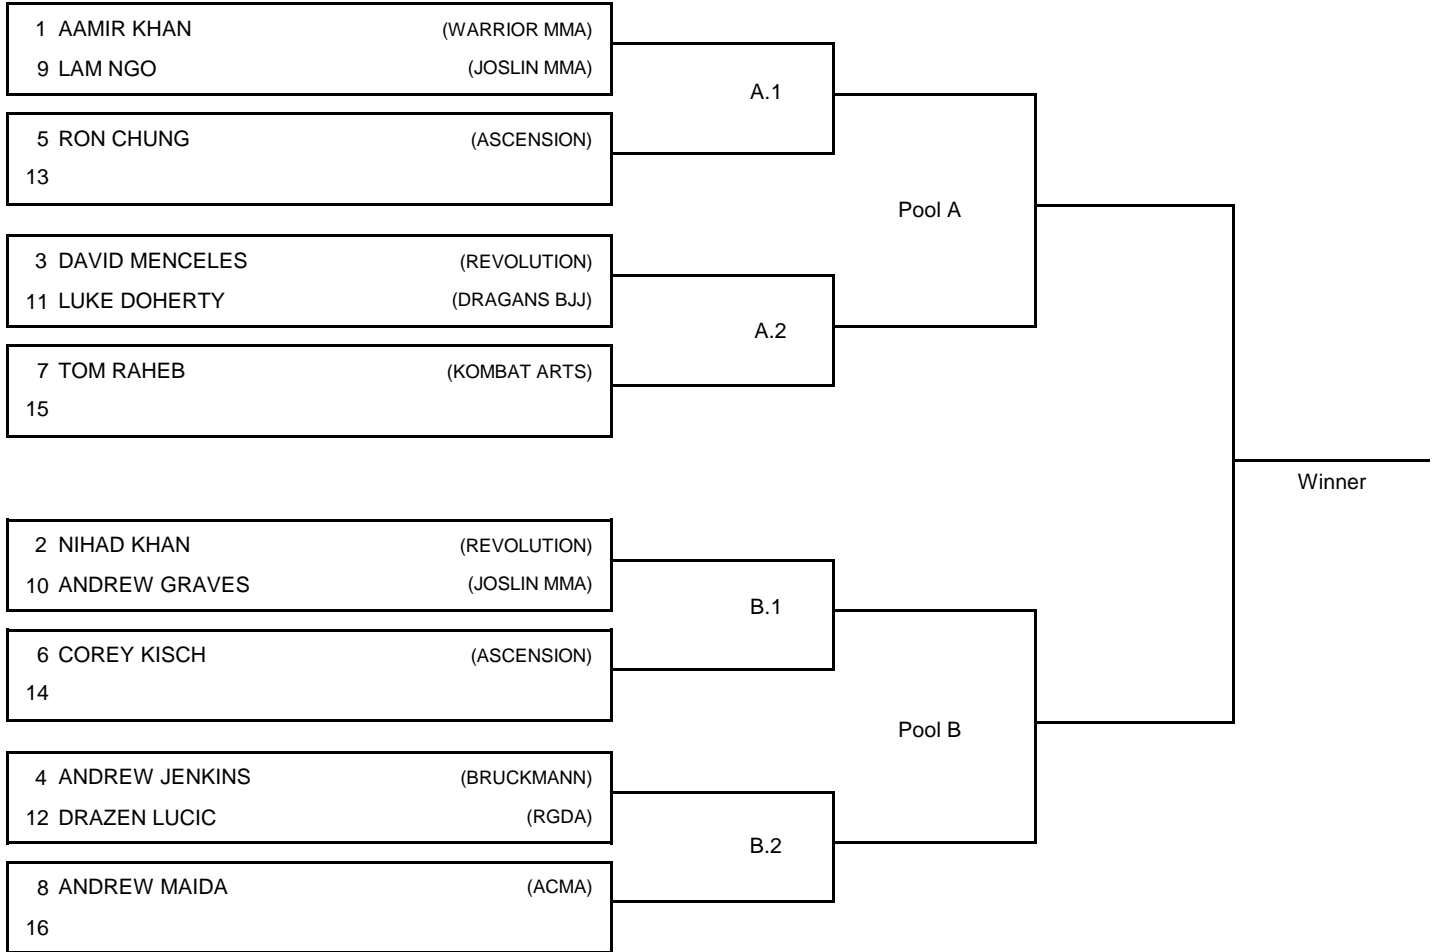 1 AAMIR KHAN (WARRIOR MMA)
9 LAM NGO (JOSLIN MMA)
A.1
5 RON CHUNG (ASCENSION)
13
Pool A
3 DAVID MENCELES (REVOLUTION)
11 LUKE DOHERTY (DRAGANS BJJ)
A.2
7 TOM RAHEB (KOMBAT ARTS)
15
Winner
2 NIHAD KHAN (REVOLUTION)
10 ANDREW GRAVES (JOSLIN MMA)
B.1
6 COREY KISCH (ASCENSION)
14
Pool B
4 ANDREW JENKINS (BRUCKMANN)
12 DRAZEN LUCIC (RGDA)
B.2
8 ANDREW MAIDA (ACMA)
16